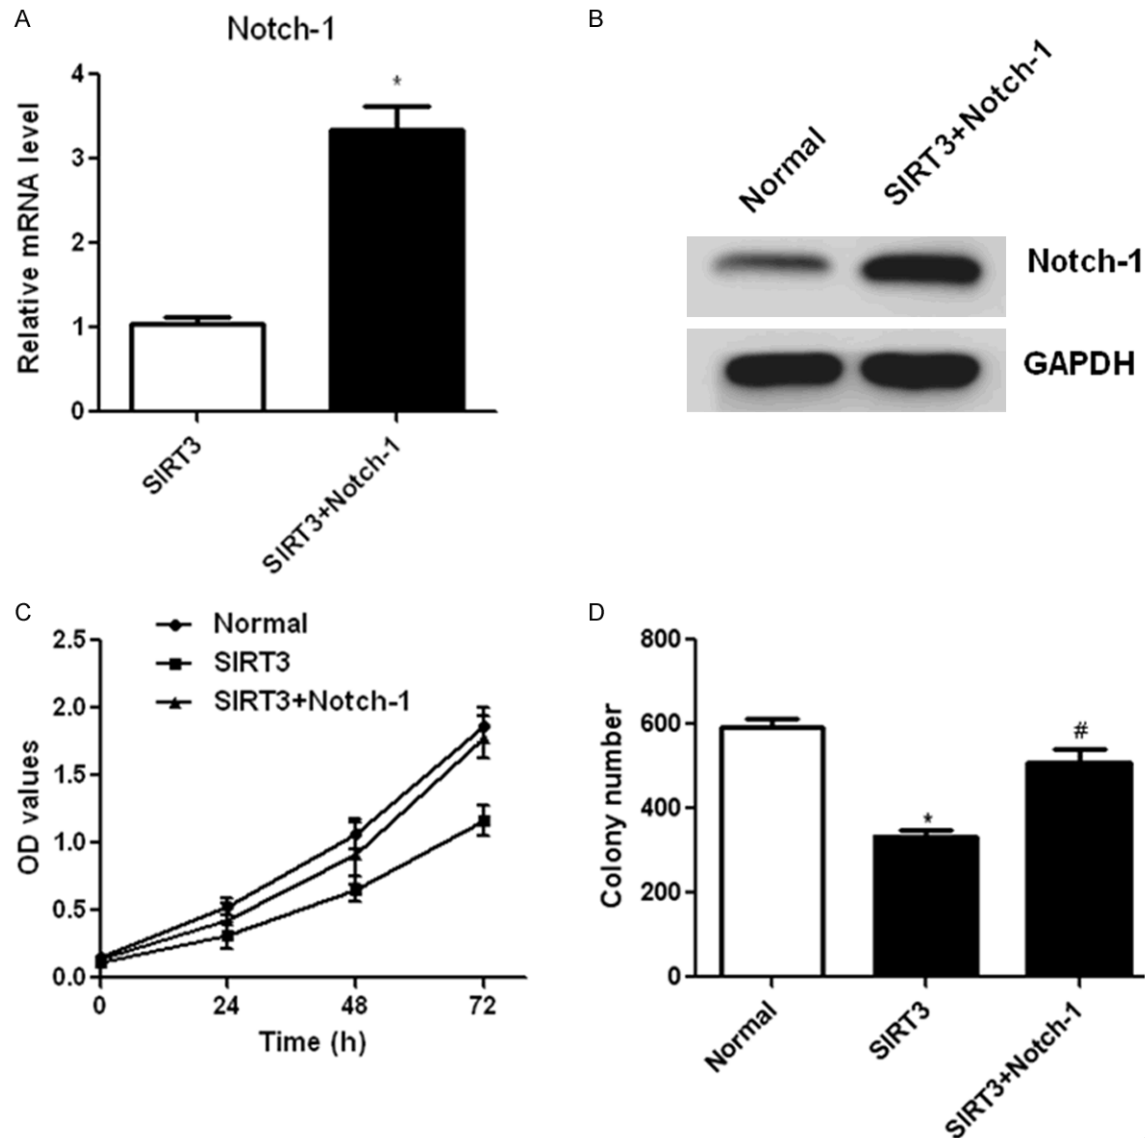 A
Notch-1
Relative mRNA level
4
3
2
1
0
*
SIRT3
SIRT3+Notch-1
B
Normal
SIRT3+Notch-1
Notch-1
GAPDH
C
Normal
SIRT3
SIRT3+Notch-1
OD values
2.5
2.0
1.5
1.0
0.5
0.0
0
24
48
72
Time (h)
D
Colony number
800
600
400
200
0
*
#
Normal
SIRT3
SIRT3+Notch-1